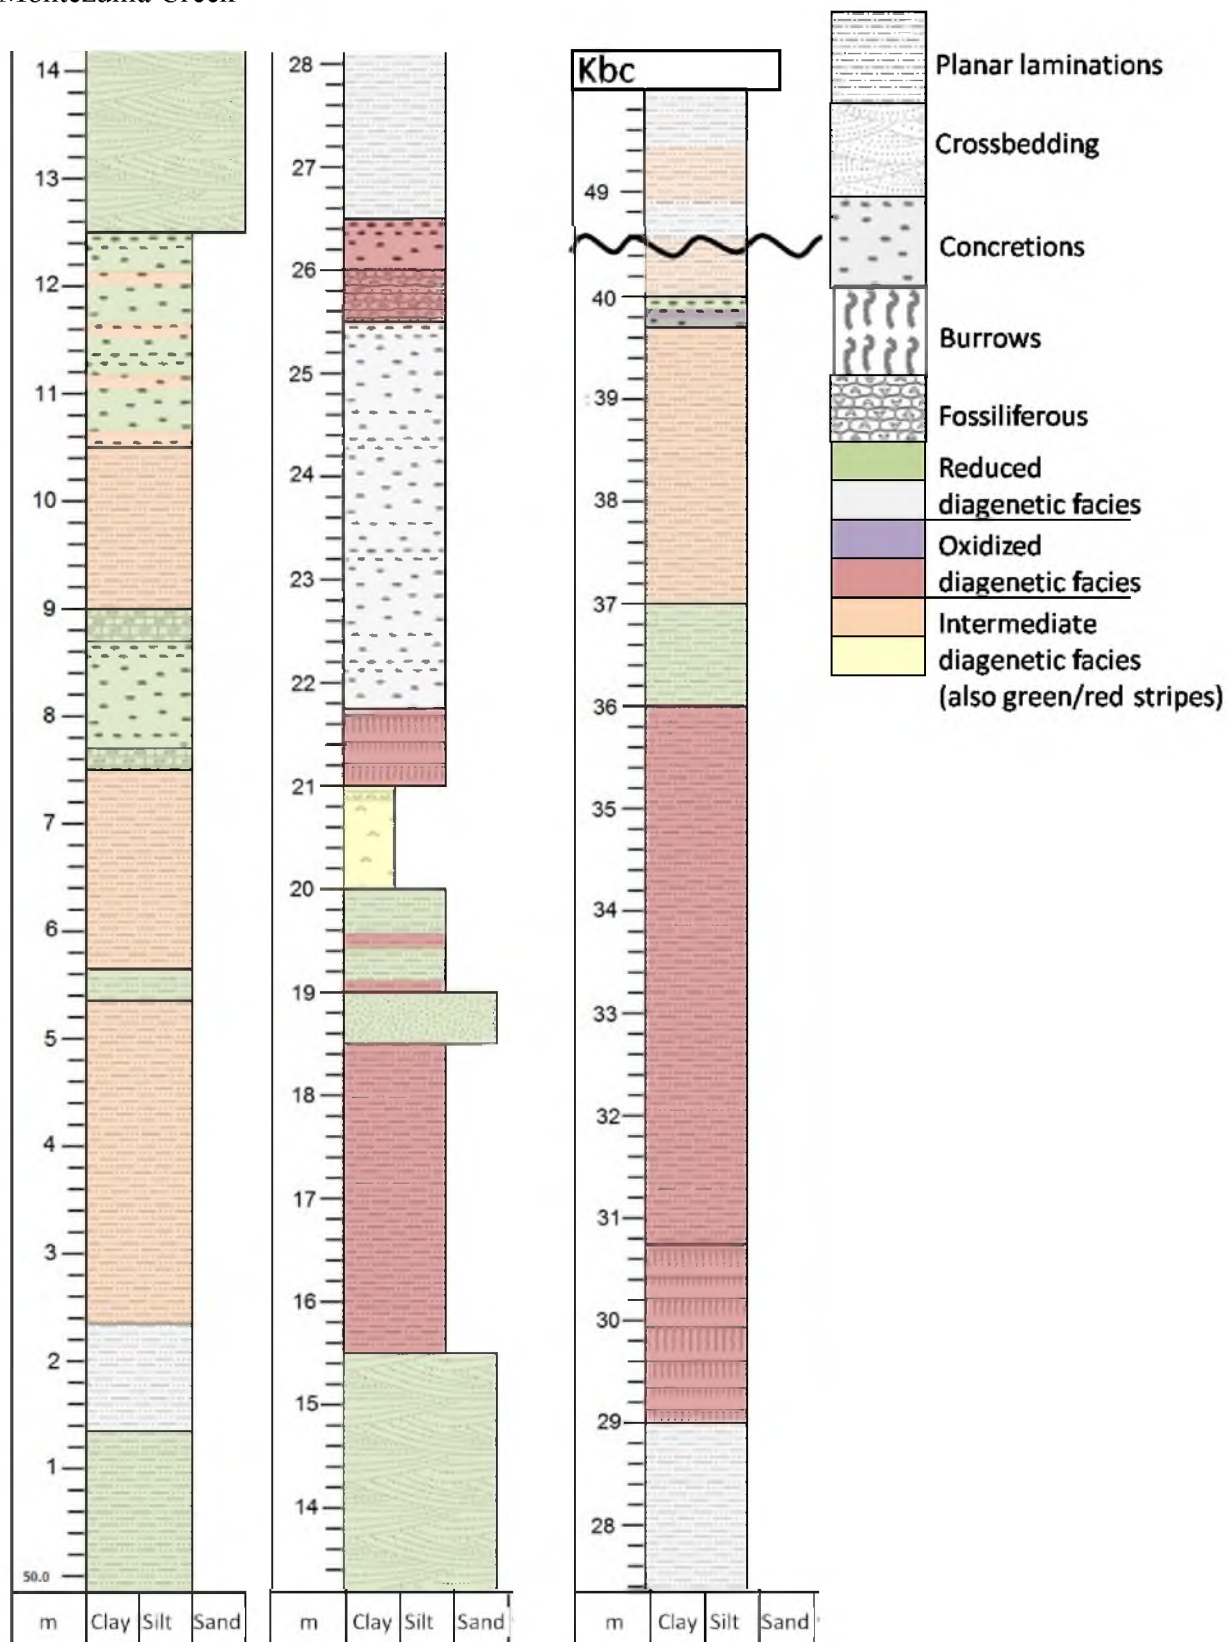 Montezuma Creek
14
13
12
11
10
9
8
7
6
5
4
3
2
1
50.0
m Clay Silt Sand
28
27
26
25
24
23
22
21
20
19
18
17
16
15
14
m Clay Silt Sand
Kbc
49
40
39
38
37
36
35
34
33
32
31
30
29
28
m Clay Silt Sand
Planar laminations
Crossbedding
Concretions
Burrows
Fossiliferous
Reduced
diagenetic facies
Oxidized
diagenetic facies
Intermediate
diagenetic facies
(also green/red stripes)